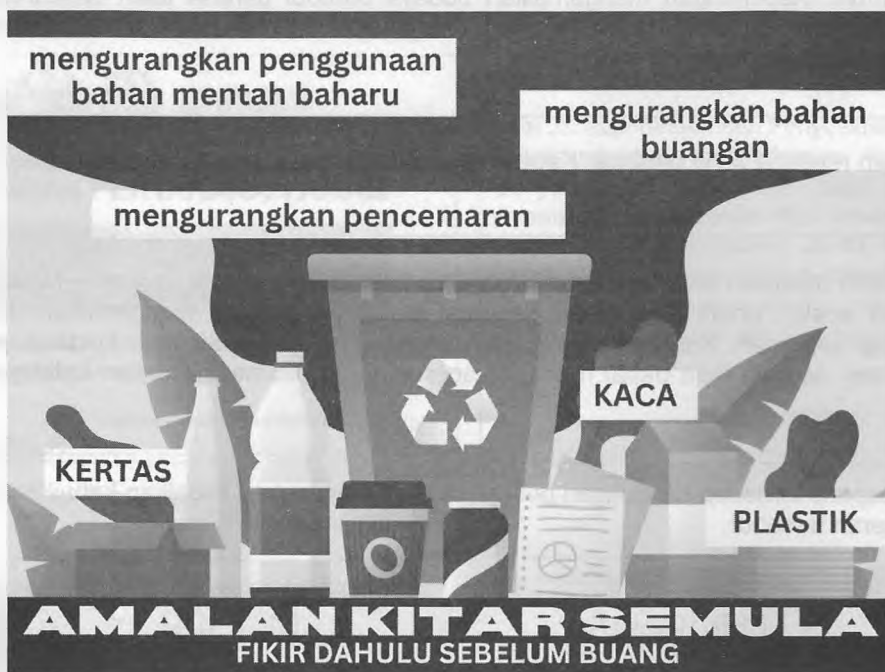 mengurangkan penggunaan
bahan mentah baharu
mengurangkan bahan
buangan
mengurangkan pencemaran
KACA
KERTAS
PLASTIK
AMALAN KITAR SEMULA
FIKIR DAHULU SEBELUM BUANG